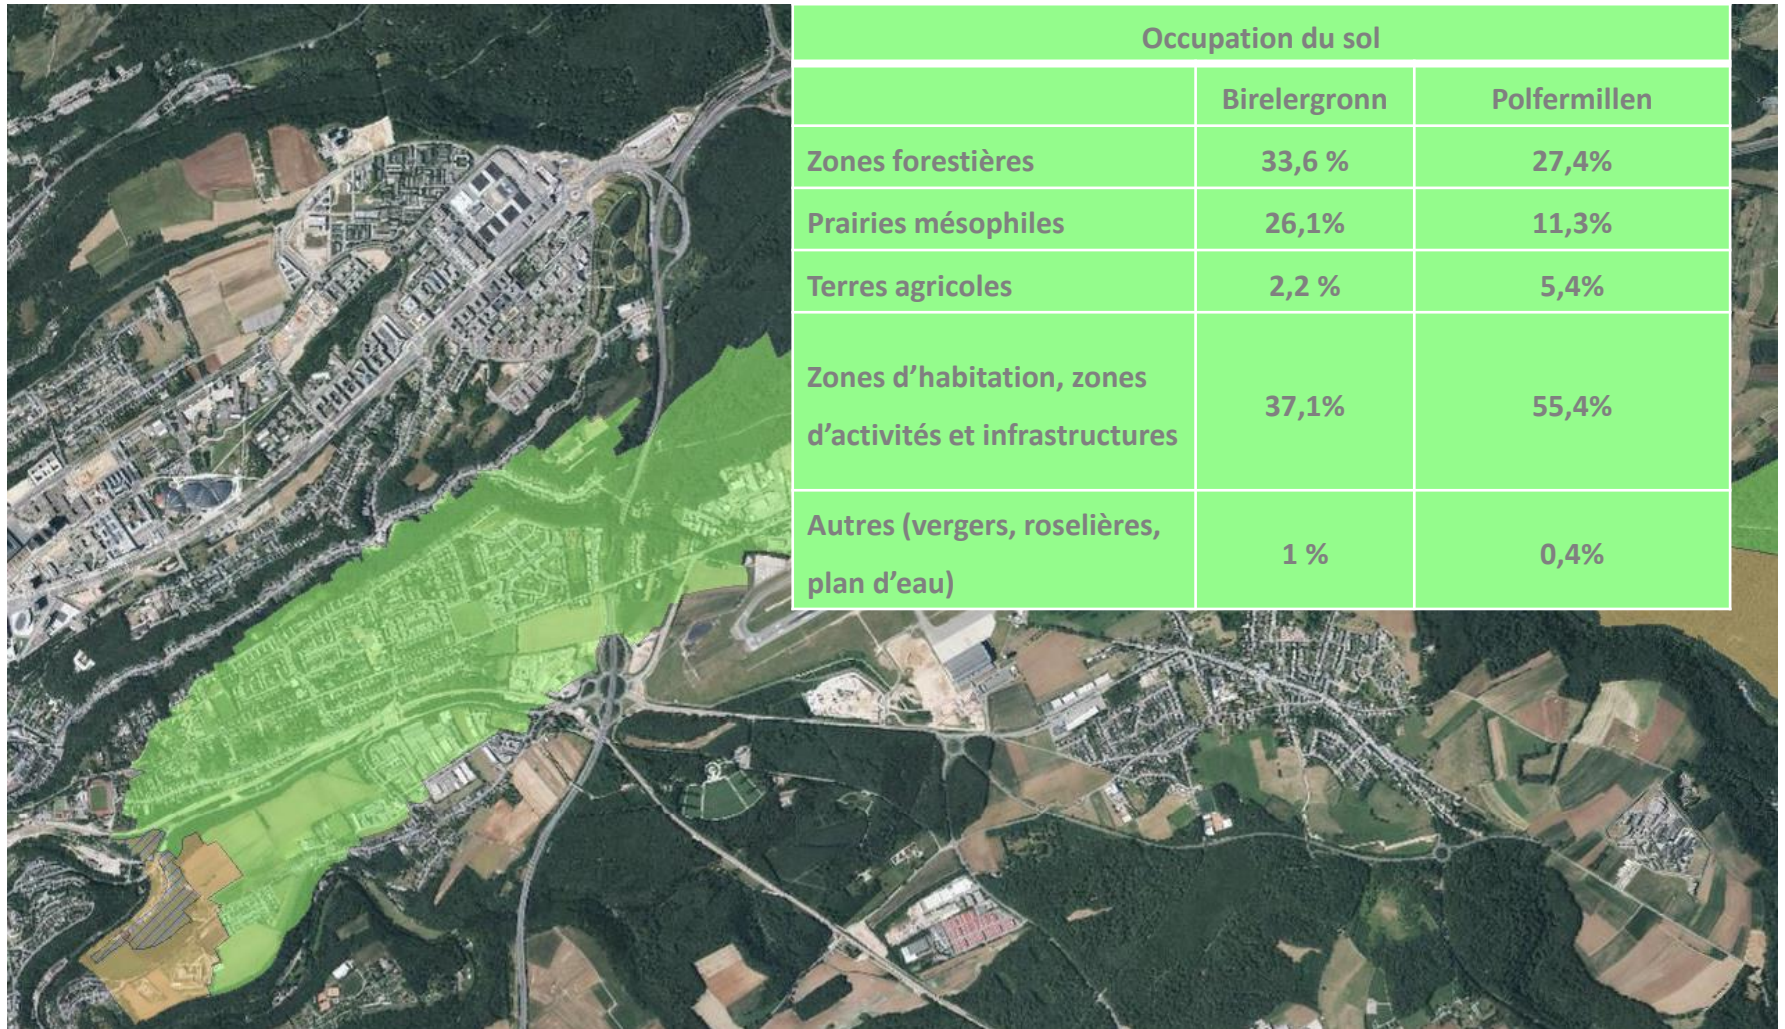 Occupation du sol
Birelergronn Polfermillen
Zones forestières 33,6 % 27,4%
Prairies mésophiles 26,1% 11,3%
Terres agricoles 2,2 % 5,4%
Zones d’habitation, zones
d’activités et infrastructures 37,1% 55,4%
Autres (vergers, roselières,
plan d’eau) 1 % 0,4%